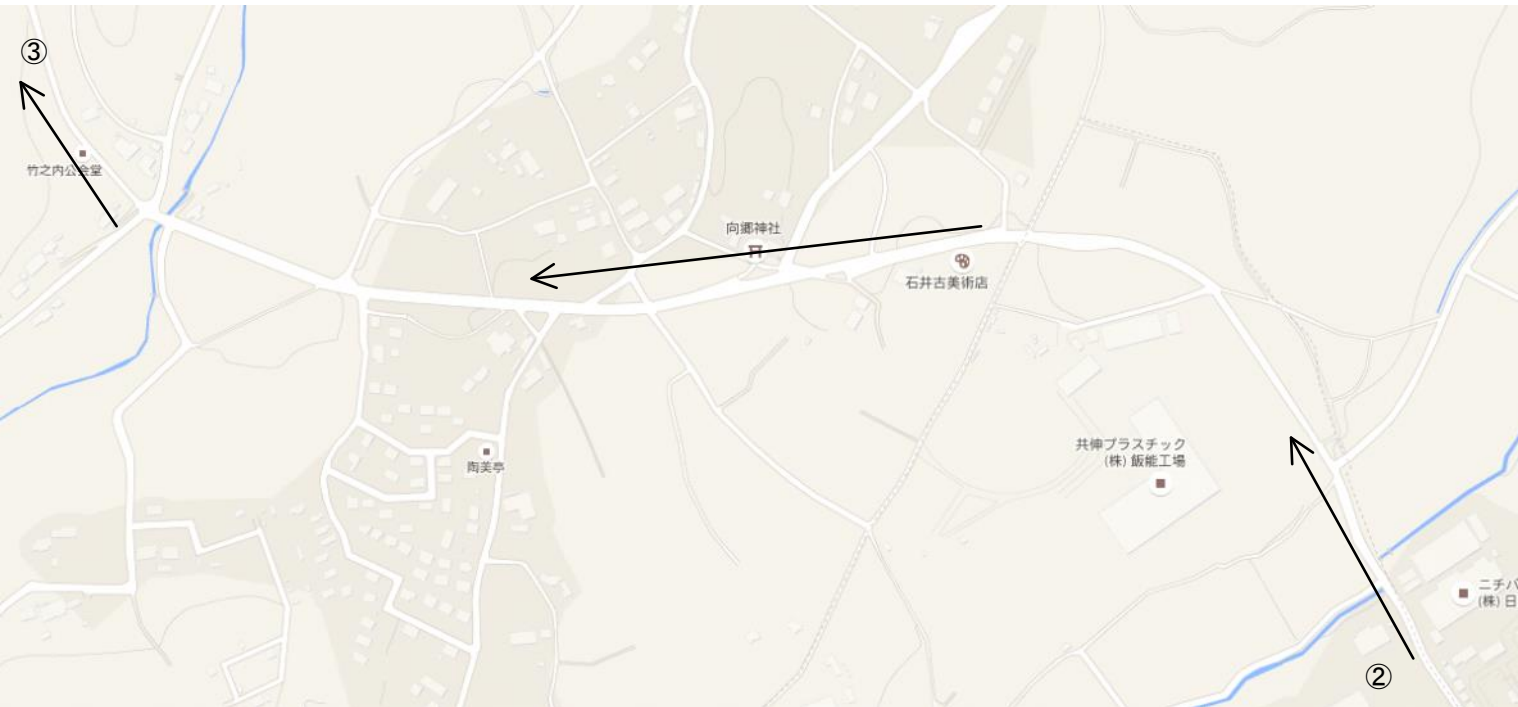 ③
竹之内公会堂
向郷神社
石井古美術店
共伸プラスチック
(株) 飯能工場
陶美亭
ニチバ
(株) 日
②